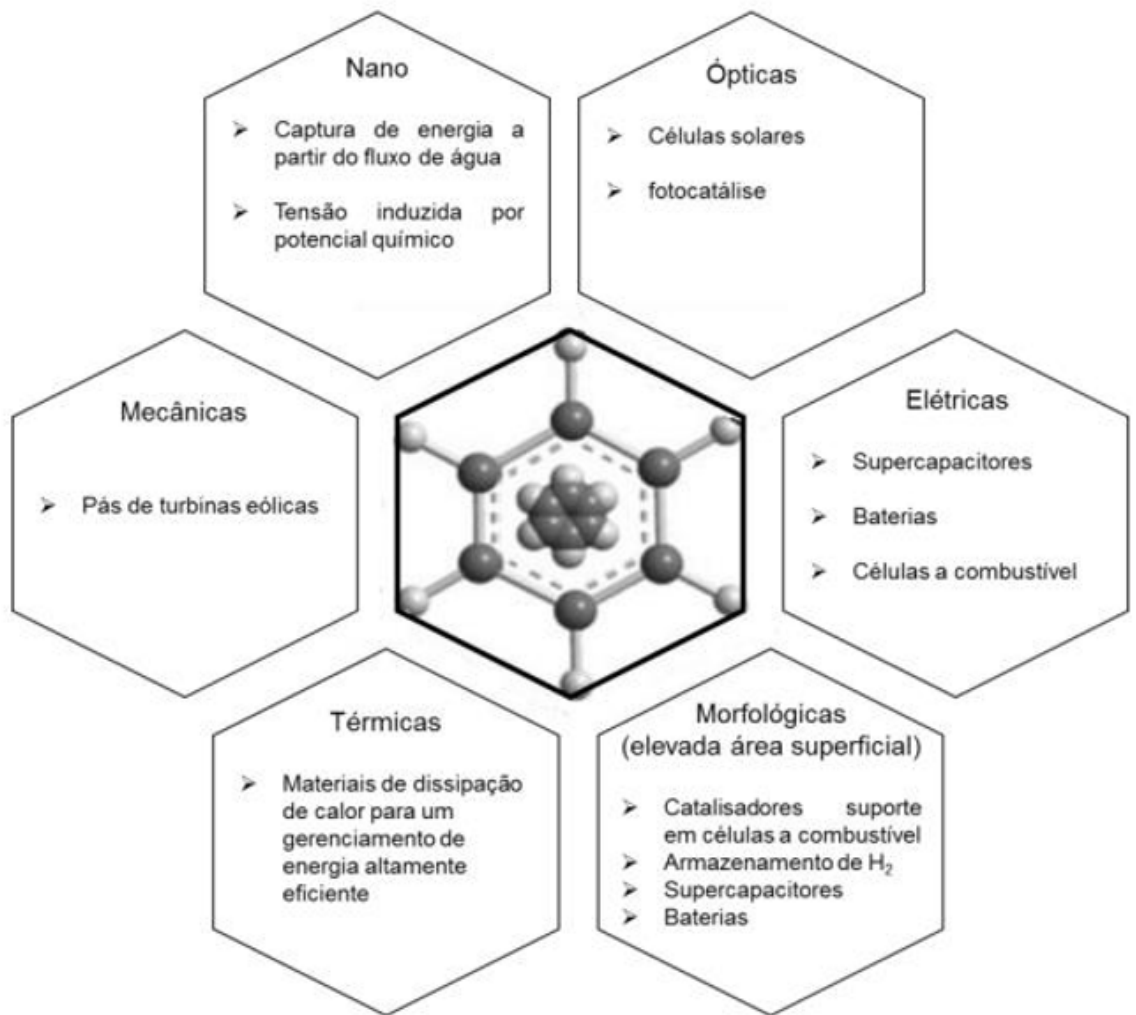 Nano
➢ Captura de energia a
partir do fluxo de água
➢ Tensão induzida por
potencial químico
Ópticas
➢ Células solares
➢ fotocatálise
Mecânicas
➢ Pás de turbinas eólicas
Elétricas
➢ Supercapacitores
➢ Baterias
➢ Células a combustível
Térmicas
➢ Materiais de dissipação
de calor para um
gerenciamento de
energia altamente
eficiente
Morfológicas
(elevada área superficial)
➢ Catalisadores suporte
em células a combustível
➢ Armazenamento de H₂
➢ Supercapacitores
➢ Baterias